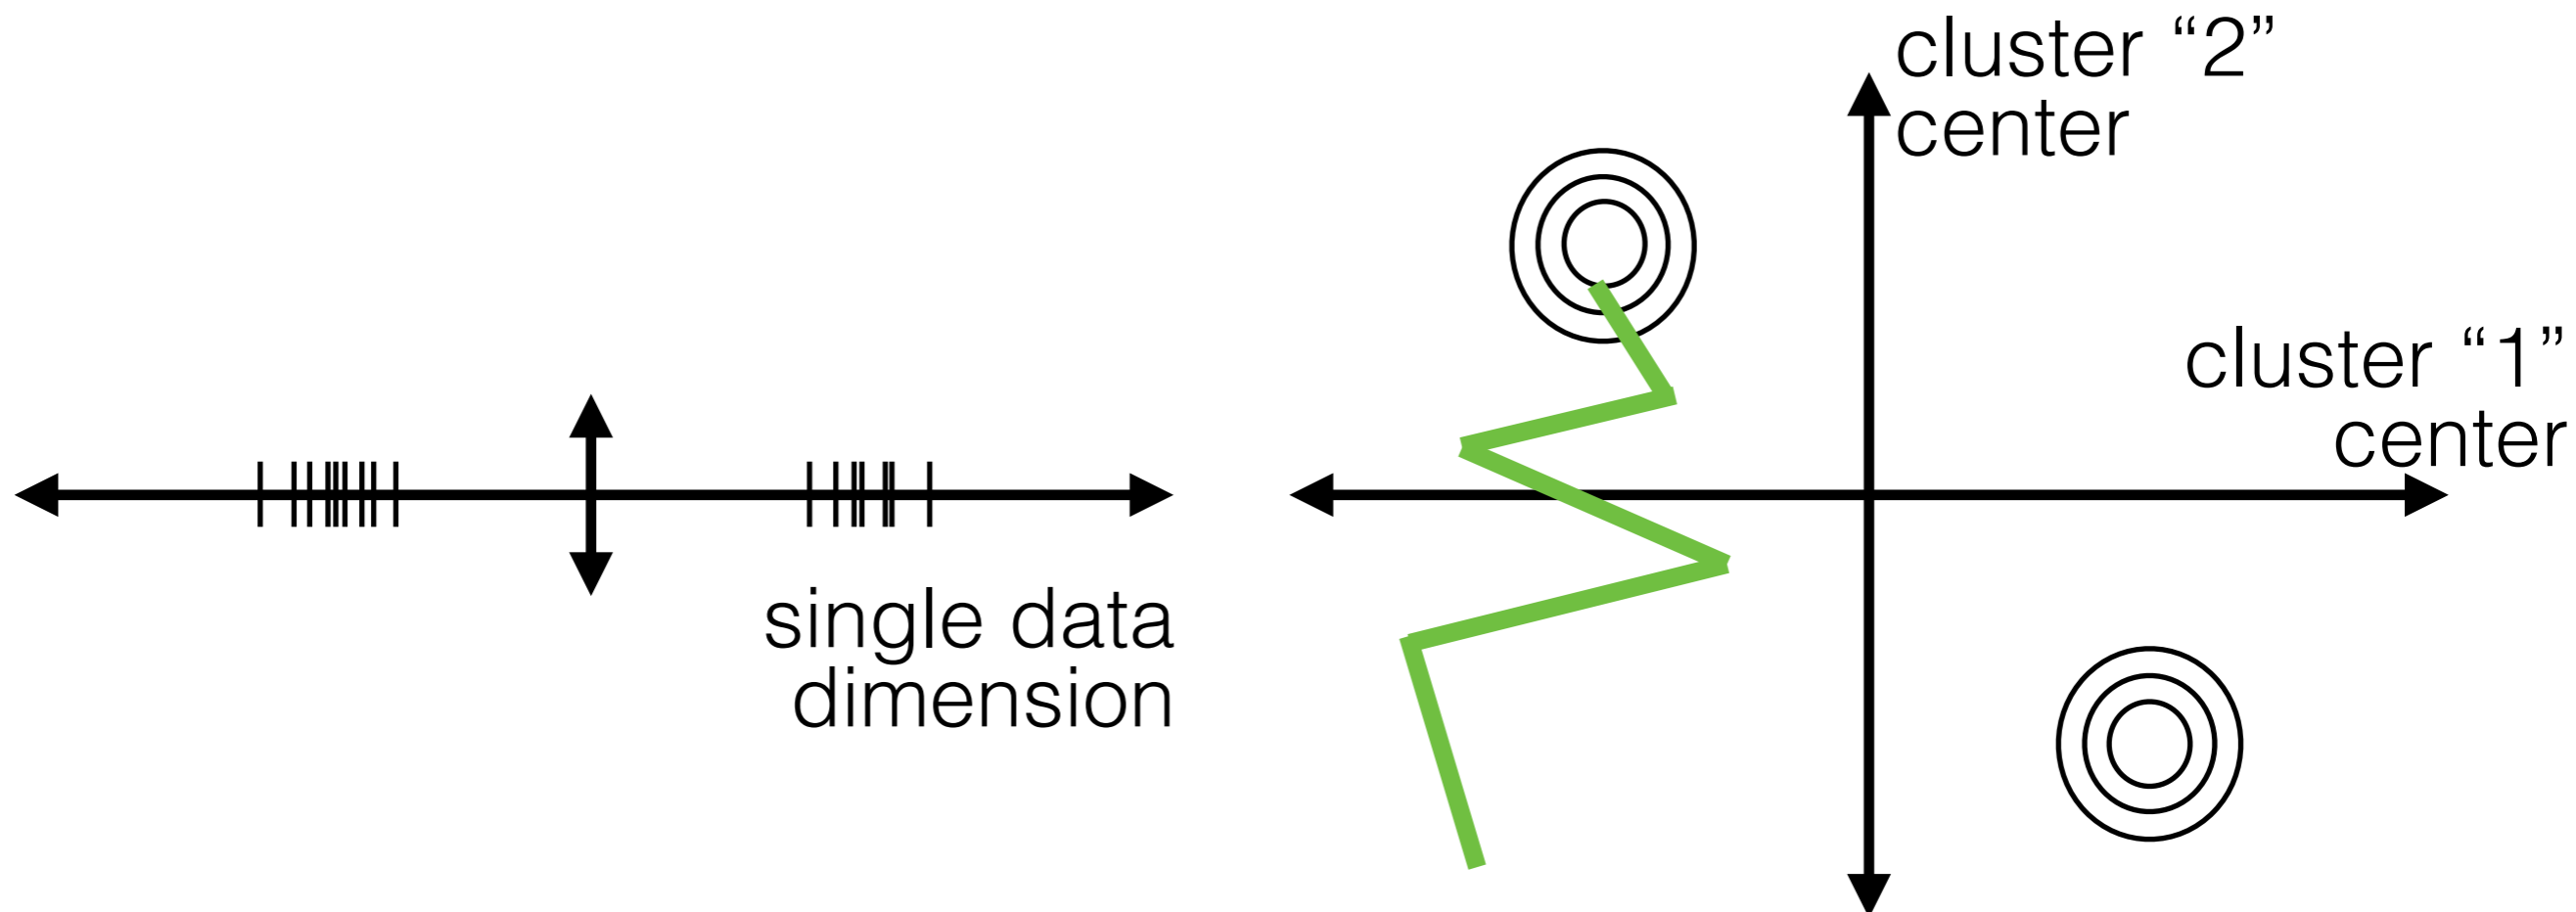 single data
dimension
cluster “2”
center
cluster “1”
center